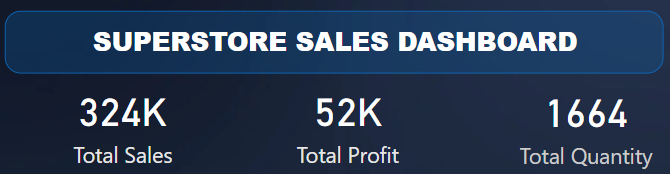 SUPERSTORE SALES DASHBOARD
324K 52K 1664
Total Sales Total Profit Total Quantity